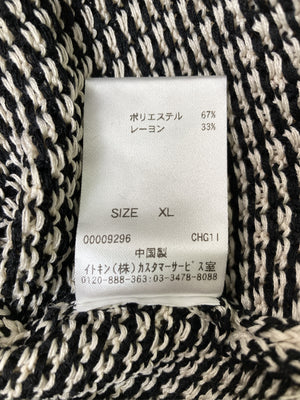 ポリエステル 67%
レーヨン 33%
SIZE XL
00009296 CHG11
中国製
イトキン(株)カスタマーサービス室
0120-888-363:03-3478-8088